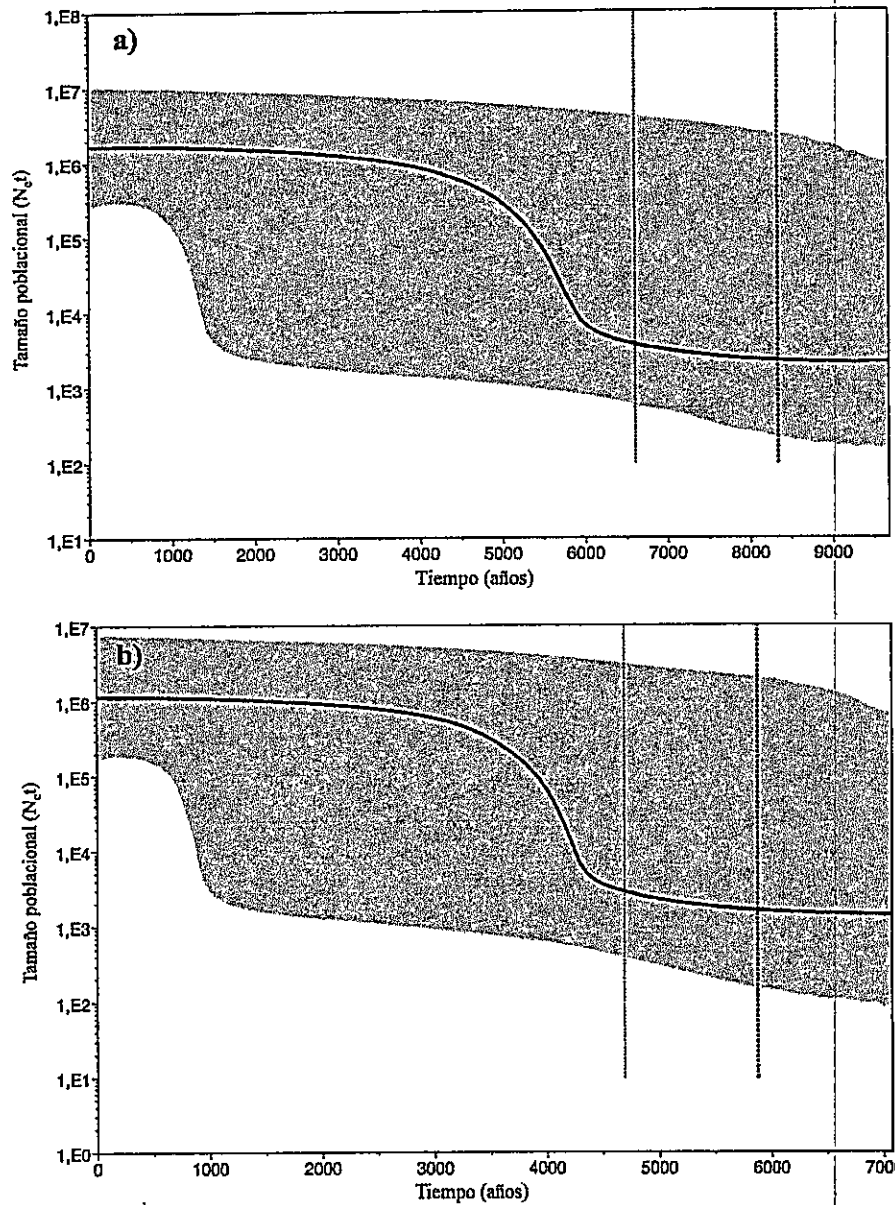 a)
Tamaño poblacional (Nₑt)
1,E8
1,E7
1,E6
1,E5
1,E4
1,E3
1,E2
1,E1
0 1000 2000 3000 4000 5000 6000 7000 8000 9000
Tiempo (años)
b)
Tamaño poblacional (Nₑt)
1,E7
1,E6
1,E5
1,E4
1,E3
1,E2
1,E1
1,E0
0 1000 2000 3000 4000 5000 6000 700
Tiempo (años)